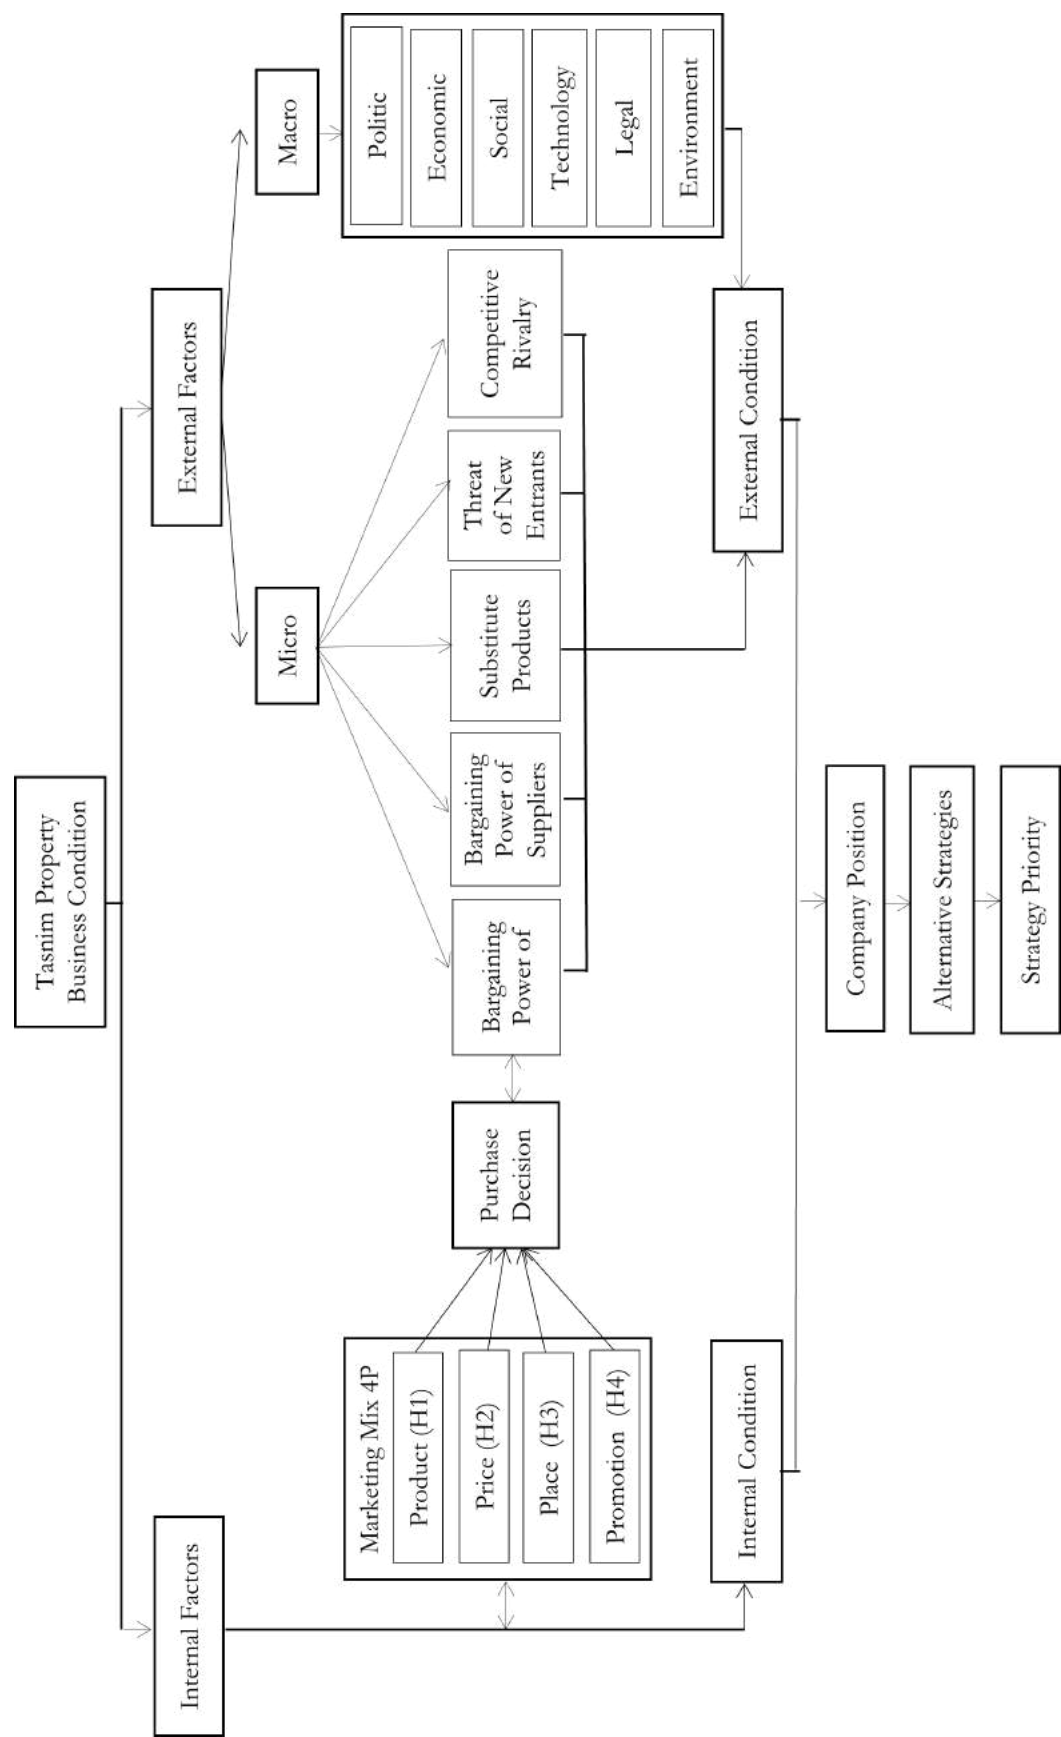 Tasnim Property
Business Condition
Internal Factors
External Factors
Micro
Macro
Marketing Mix 4P
Product (H1)
Price (H2)
Place (H3)
Promotion (H4)
Purchase
Decision
Bargaining
Power of
Bargaining
Power of
Suppliers
Substitute
Products
Threat
of New
Entrants
Competitive
Rivalry
Politic
Economic
Social
Technology
Legal
Environment
Internal Condition
External Condition
Company Position
Alternative Strategies
Strategy Priority